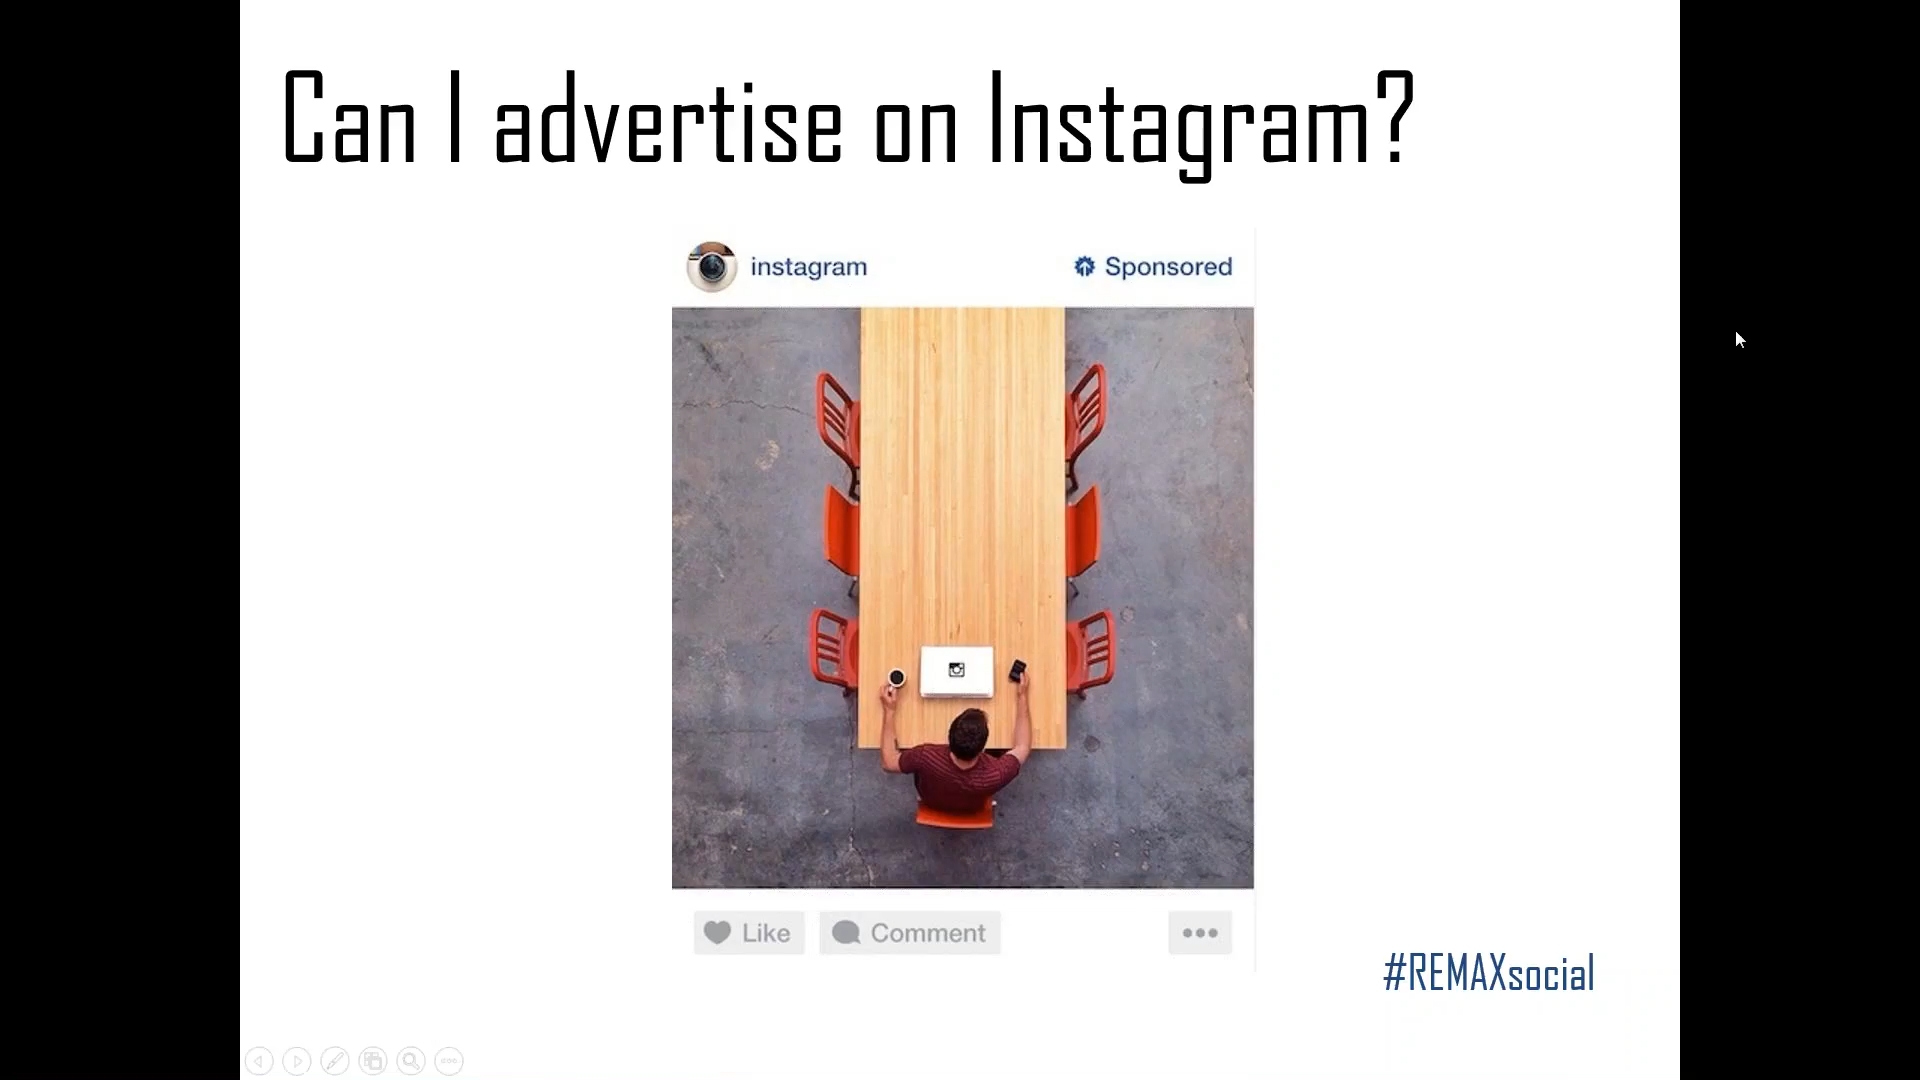 Can I advertise on Instagram?
instagram
Sponsored
Like
Comment
#REMAXsocial